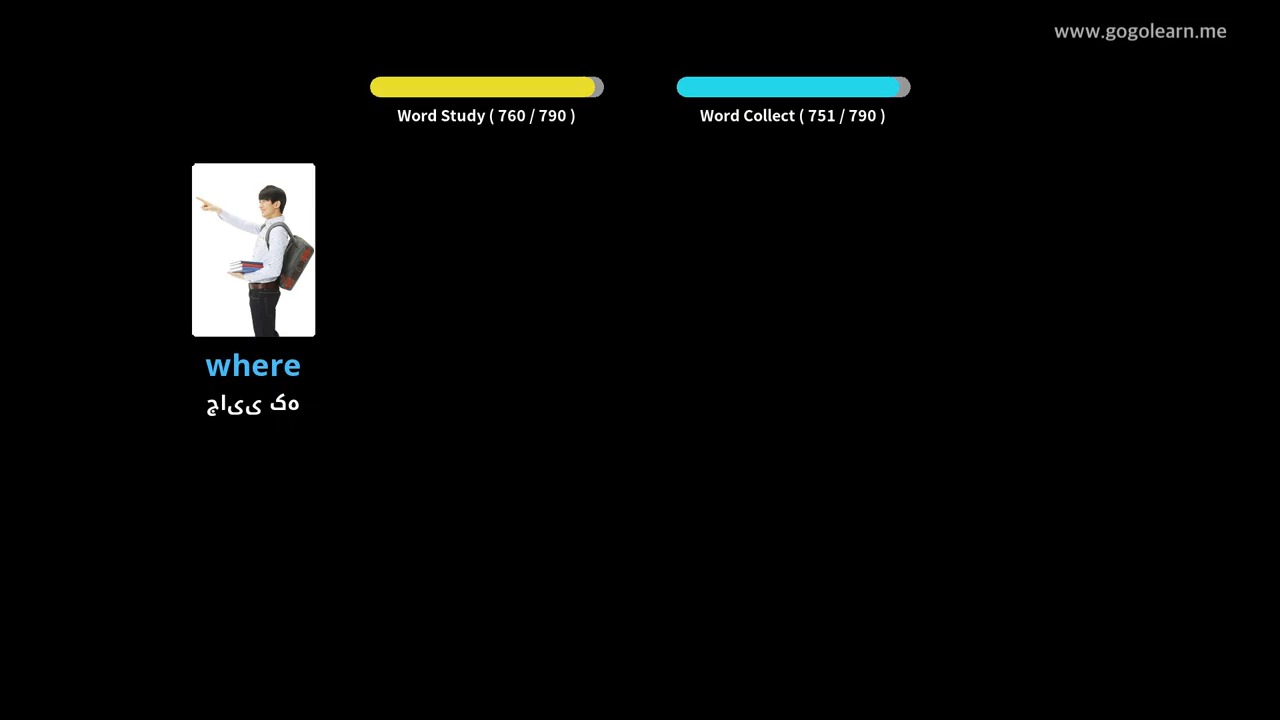 www.gogolearn.me
Word Study ( 760 / 790 )
Word Collect ( 751 / 790 )
where
جایی که